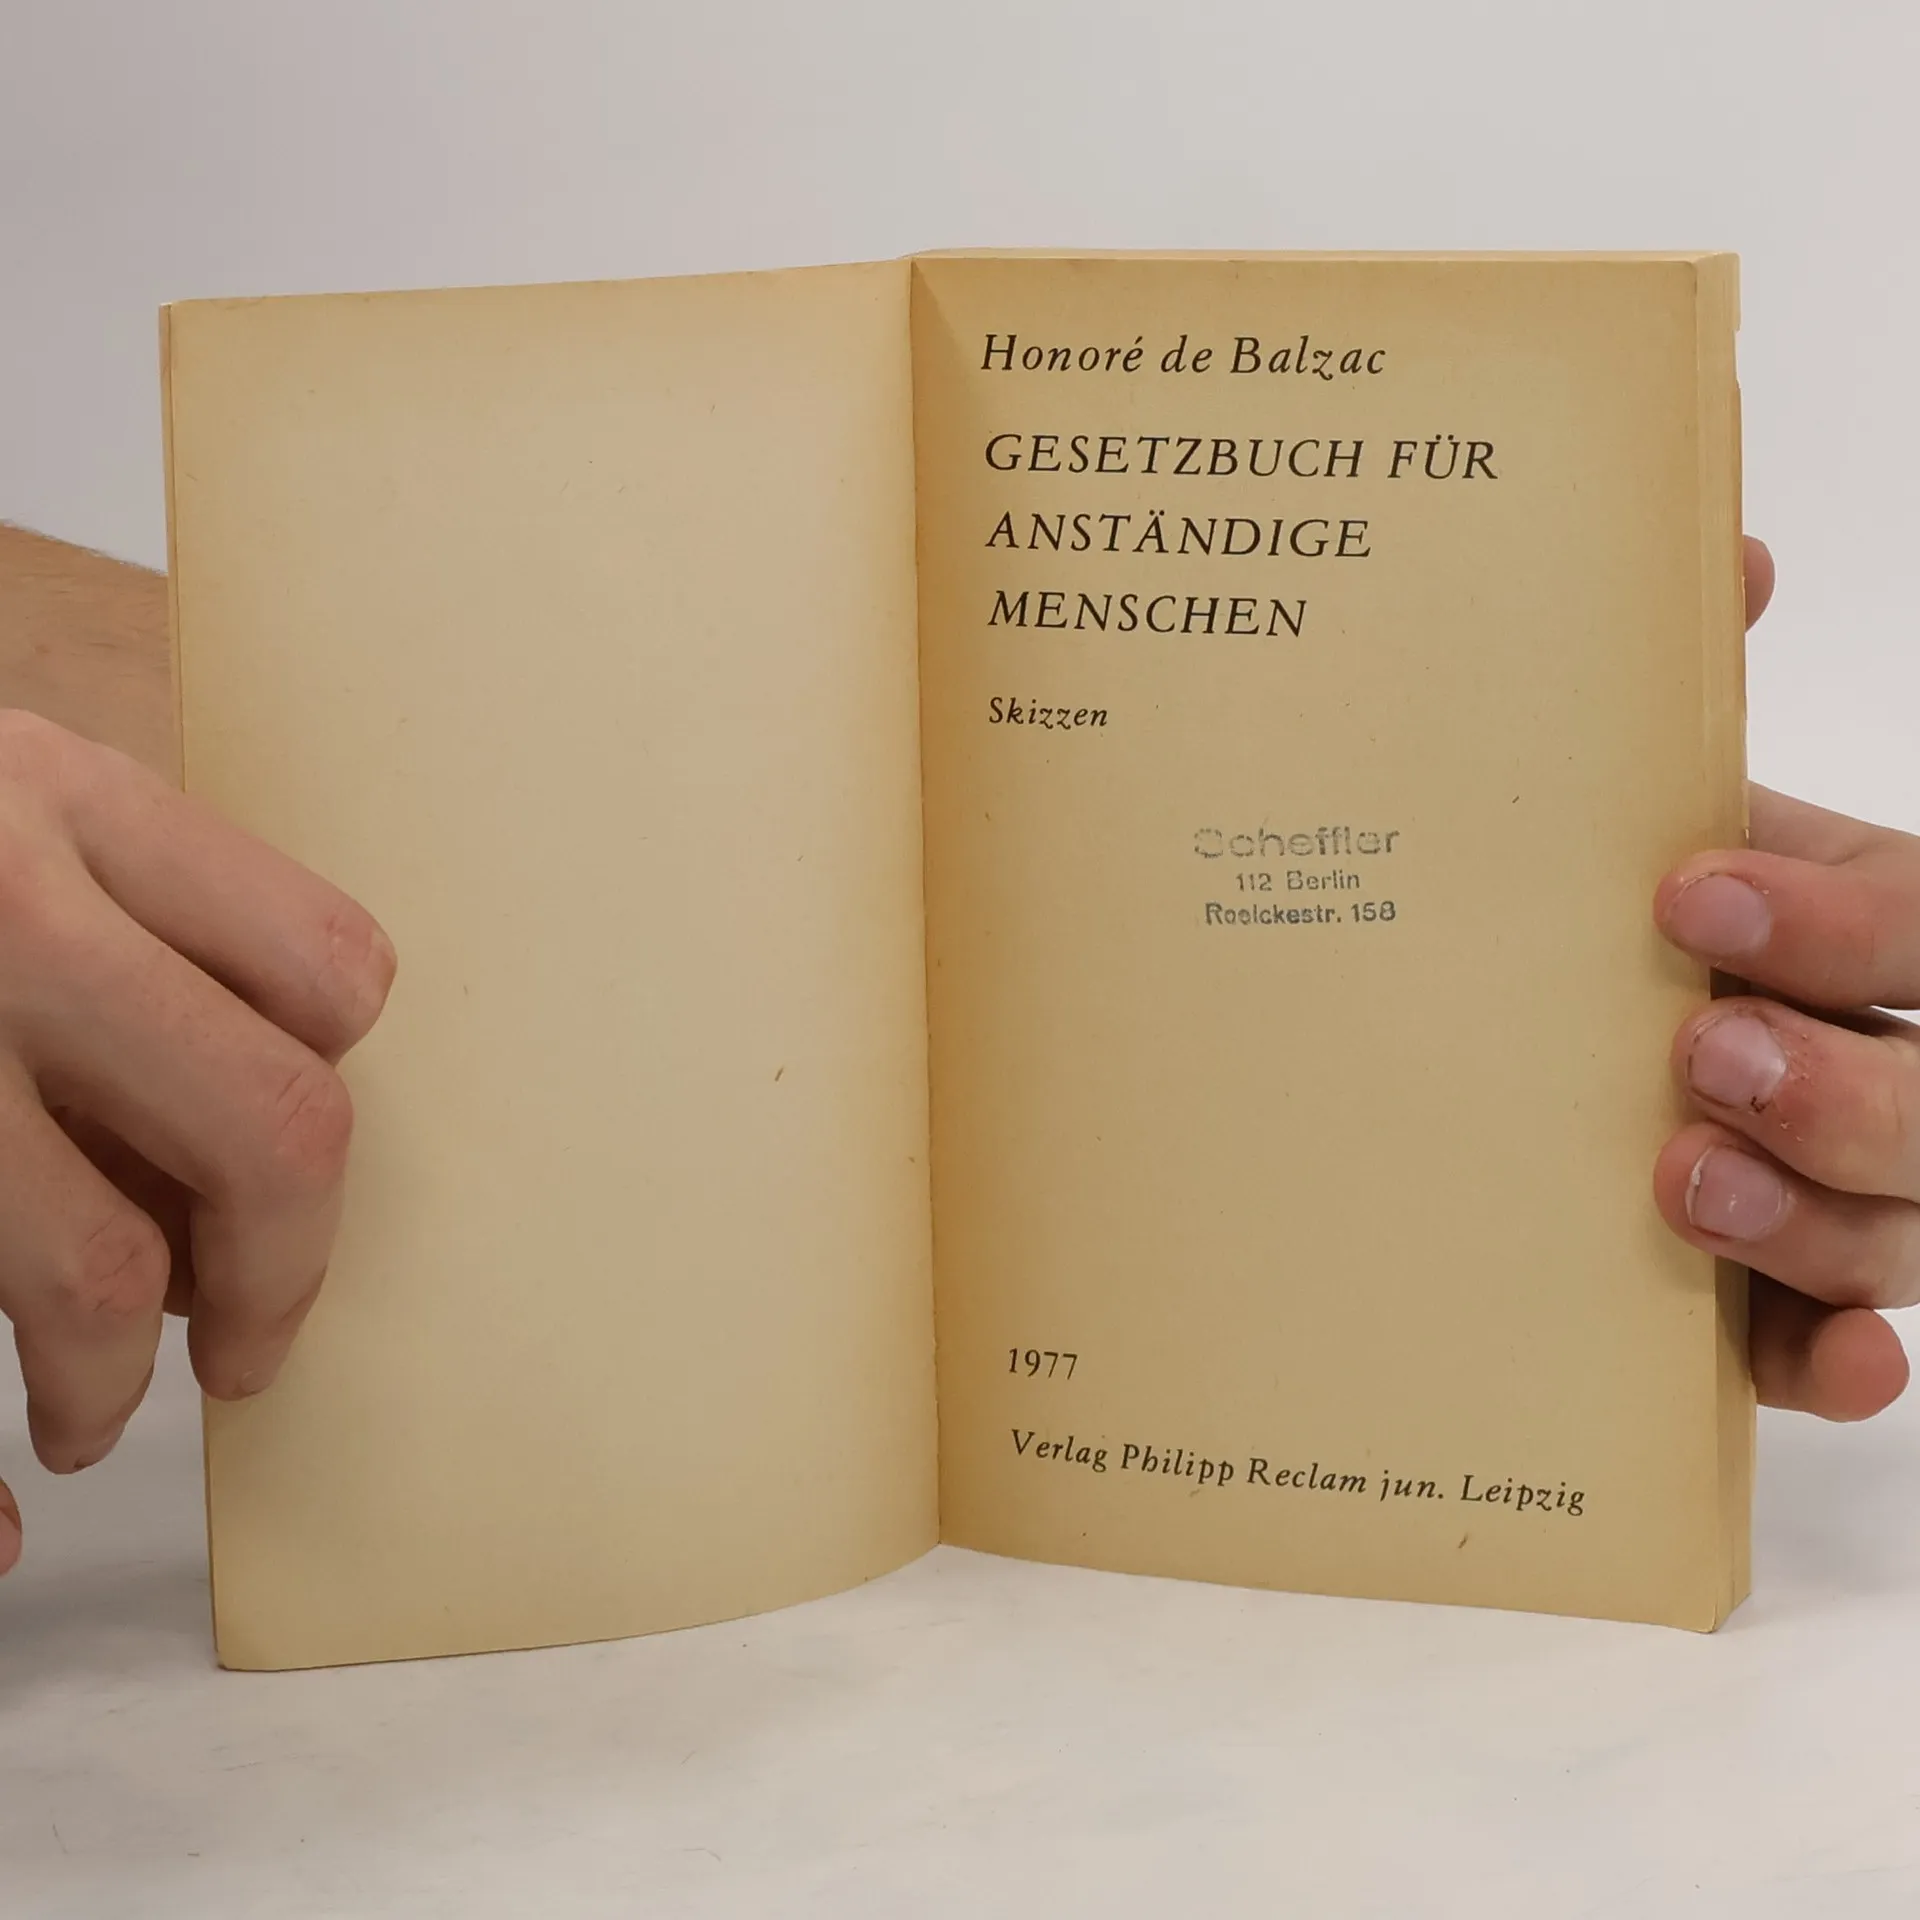 Honoré de Balzac
GESETZBUCH FÜR
ANSTÄNDIGE
MENSCHEN
Skizzen
Scheffler
112 Berlin
Roelckestr. 158
1977
Verlag Philipp Reclam jun. Leipzig